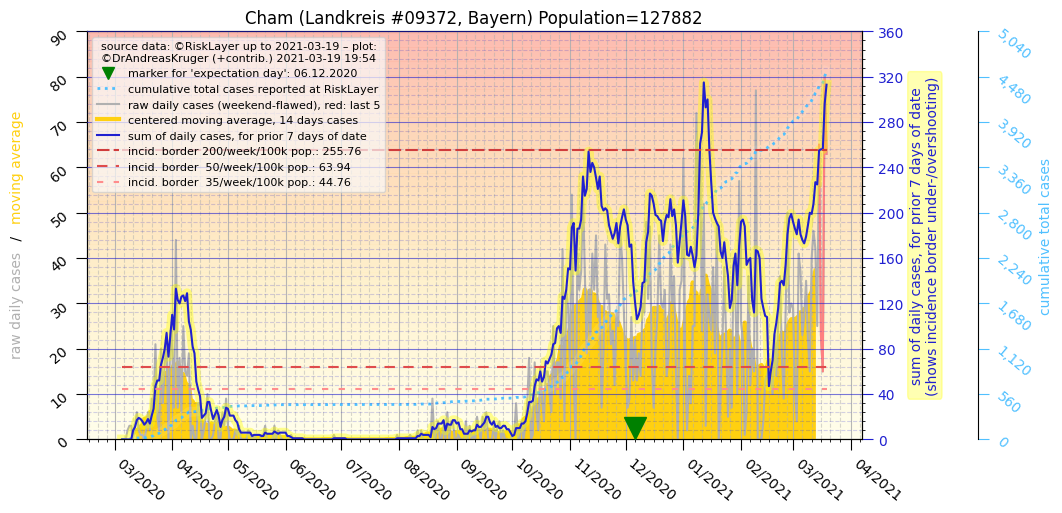 Cham (Landkreis #09372, Bayern) Population=127882
source data: ©RiskLayer up to 2021-03-19 – plot:
©DrAndreasKruger (+contrib.) 2021-03-19 19:54
marker for 'expectation day': 06.12.2020
cumulative total cases reported at RiskLayer
raw daily cases (weekend-flawed), red: last 5
centered moving average, 14 days cases
sum of daily cases, for prior 7 days of date
incid. border 200/week/100k pop.: 255.76
incid. border  50/week/100k pop.: 63.94
incid. border  35/week/100k pop.: 44.76
raw daily cases  /  moving average
90
80
70
60
50
40
30
20
10
0
03/2020
04/2020
05/2020
06/2020
07/2020
08/2020
09/2020
10/2020
11/2020
12/2020
01/2021
02/2021
03/2021
04/2021
360
320
280
240
200
160
120
80
40
0
sum of daily cases, for prior 7 days of date
(shows incidence border under-/overshooting)
5,040
4,480
3,920
3,360
2,800
2,240
1,680
1,120
560
0
cumulative total cases